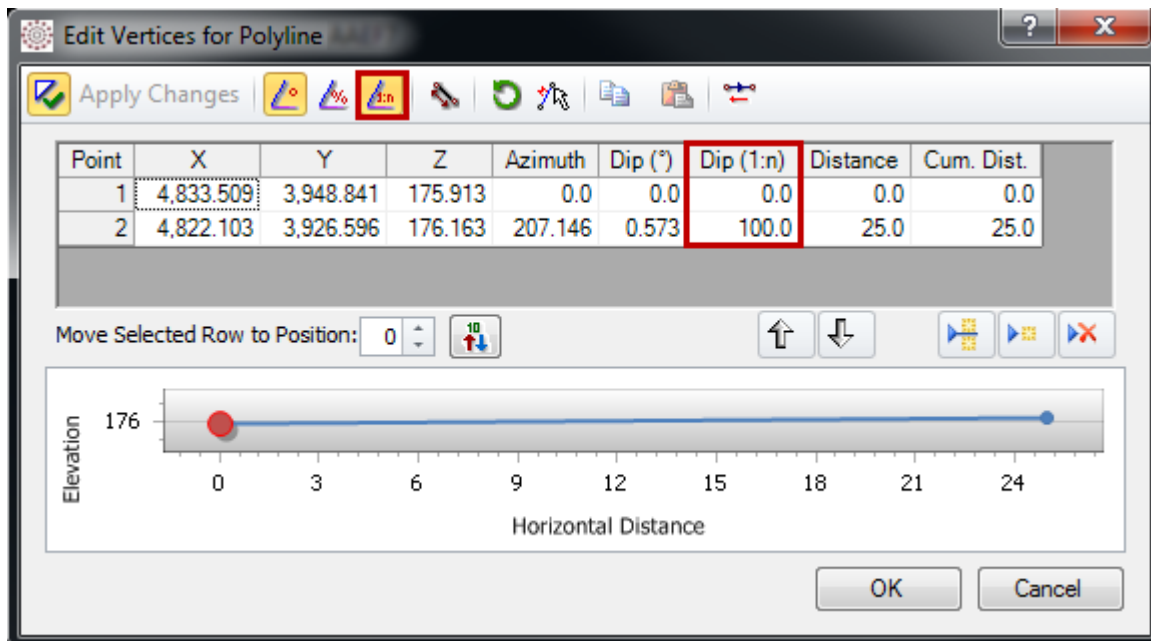 Edit Vertices for Polyline
Apply Changes ° % 1:n
Point X Y Z Azimuth Dip (°) Dip (1:n) Distance Cum. Dist.
1 4,833.509 3,948.841 175.913 0.0 0.0 0.0 0.0 0.0
2 4,822.103 3,926.596 176.163 207.146 0.573 100.0 25.0 25.0
Move Selected Row to Position: 0 10
176
Elevation
0 3 6 9 12 15 18 21 24
Horizontal Distance
OK Cancel